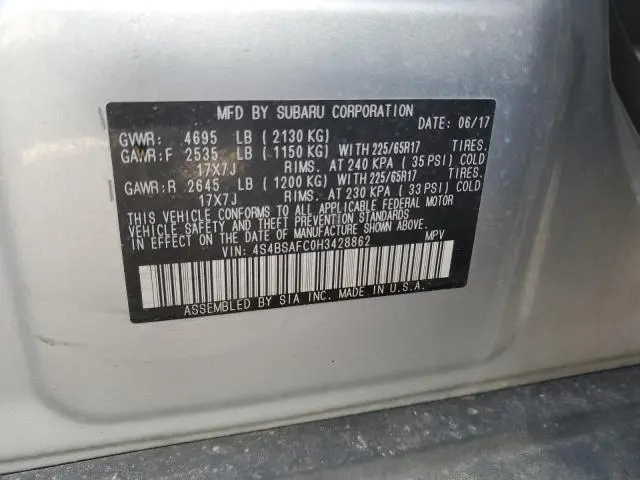 MFD BY SUBARU CORPORATION DATE: 06/17
GVWR: 4695 LB ( 2130 KG)
GAWR:F 2535 LB ( 1150 KG) WITH 225/65R17 TIRES.
17X7J RIMS. AT 240 KPA ( 35 PSI) COLD
GAWR:R 2645 LB ( 1200 KG) WITH 225/65R17 TIRES.
17X7J RIMS. AT 230 KPA ( 33 PSI) COLD
THIS VEHICLE CONFORMS TO ALL APPLICABLE FEDERAL MOTOR
VEHICLE SAFETY AND THEFT PREVENTION STANDARDS
IN EFFECT ON THE DATE OF MANUFACTURE SHOWN ABOVE.
VIN: 4S4BSAFC0H3428862 MPV
ASSEMBLED BY SIA INC. MADE IN U.S.A.